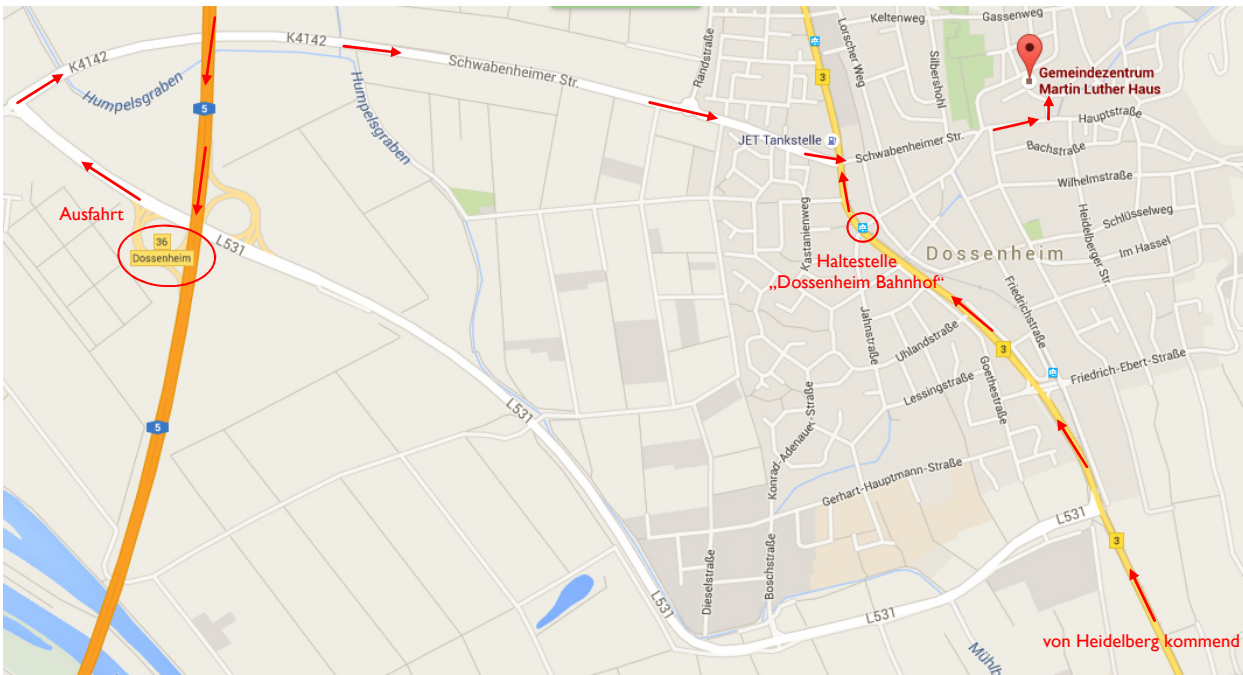 Keltenweg
Gassenweg
K4142
Lorscher Weg
Randstraße
3
Silbershohl
Gemeindezentrum
Martin Luther Haus
K4142
Schwabenheimer Str.
Humpelsgraben
5
Humpelsgraben
JET Tankstelle
Schwabenheimer Str.
Hauptstraße
Bachstraße
Wilhelmstraße
Ausfahrt
36
Dossenheim
L531
Kastanienweg
Heidelberger Str.
Schlüsselweg
Im Hassel
Dossenheim
Haltestelle
„Dossenheim Bahnhof“
Friedrichstraße
Jahnstraße
Uhlandstraße
3
Goethestraße
Lessingstraße
Friedrich-Ebert-Straße
L531
5
Konrad-Adenauer-Straße
Gerhart-Hauptmann-Straße
L531
3
Dieselstraße
Boschstraße
L531
L531
von Heidelberg kommend